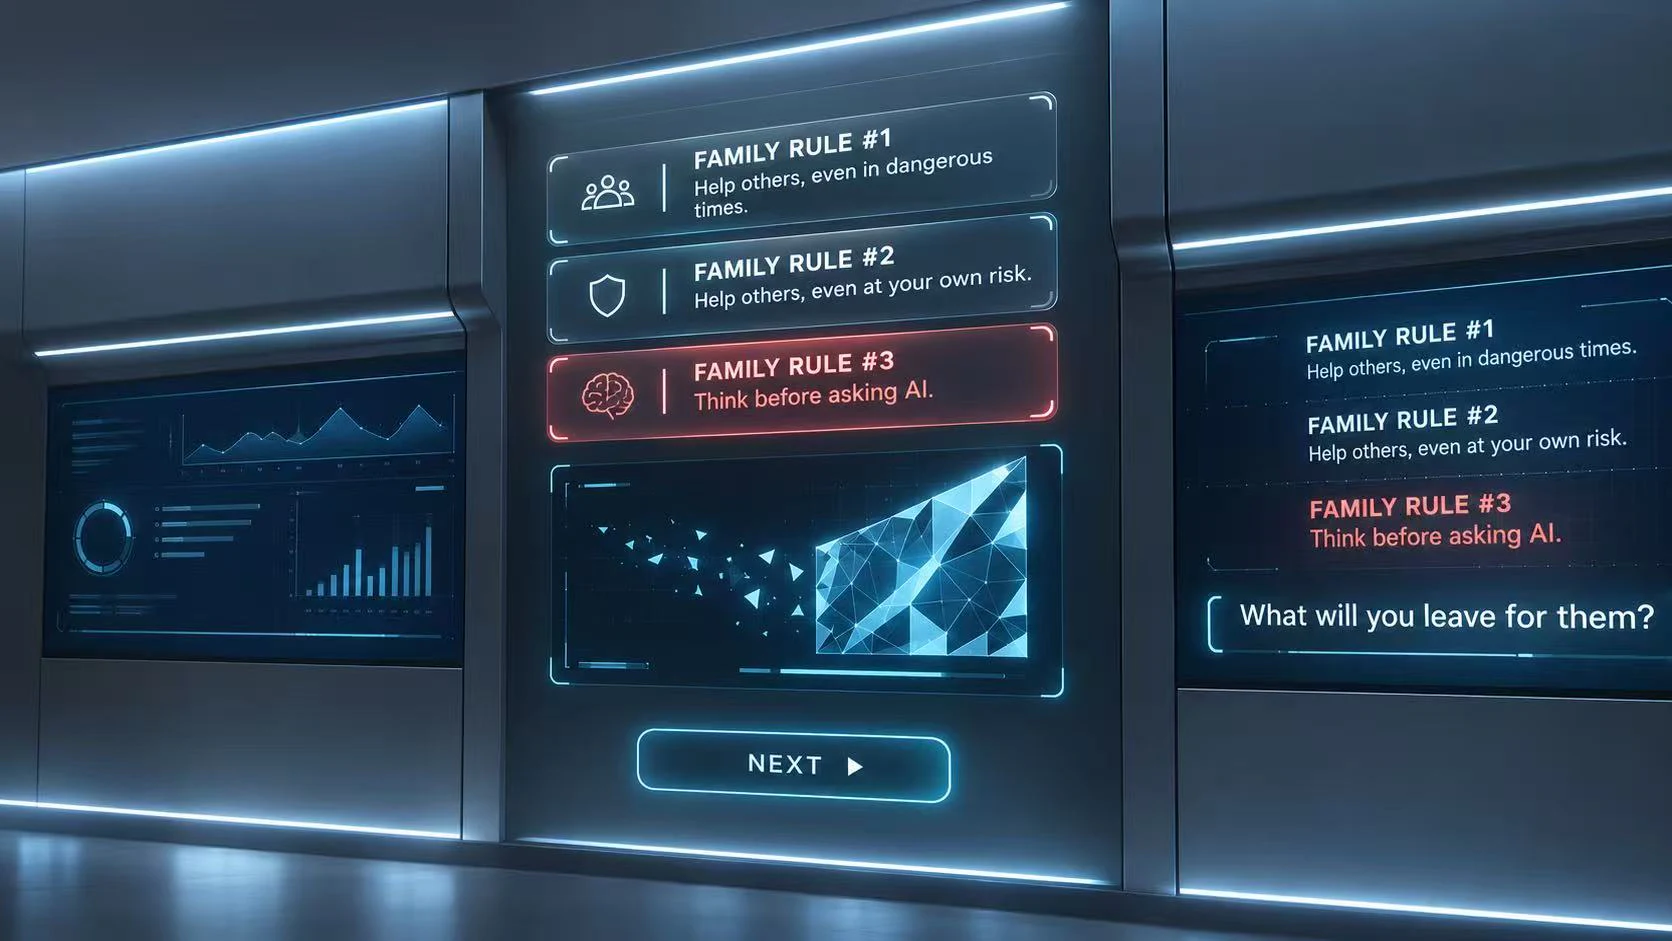 FAMILY RULE #1
Help others, even in dangerous
times.
FAMILY RULE #2
Help others, even at your own risk.
FAMILY RULE #3
Think before asking AI.
NEXT
FAMILY RULE #1
Help others, even in dangerous times.
FAMILY RULE #2
Help others, even at your own risk.
FAMILY RULE #3
Think before asking AI.
What will you leave for them?